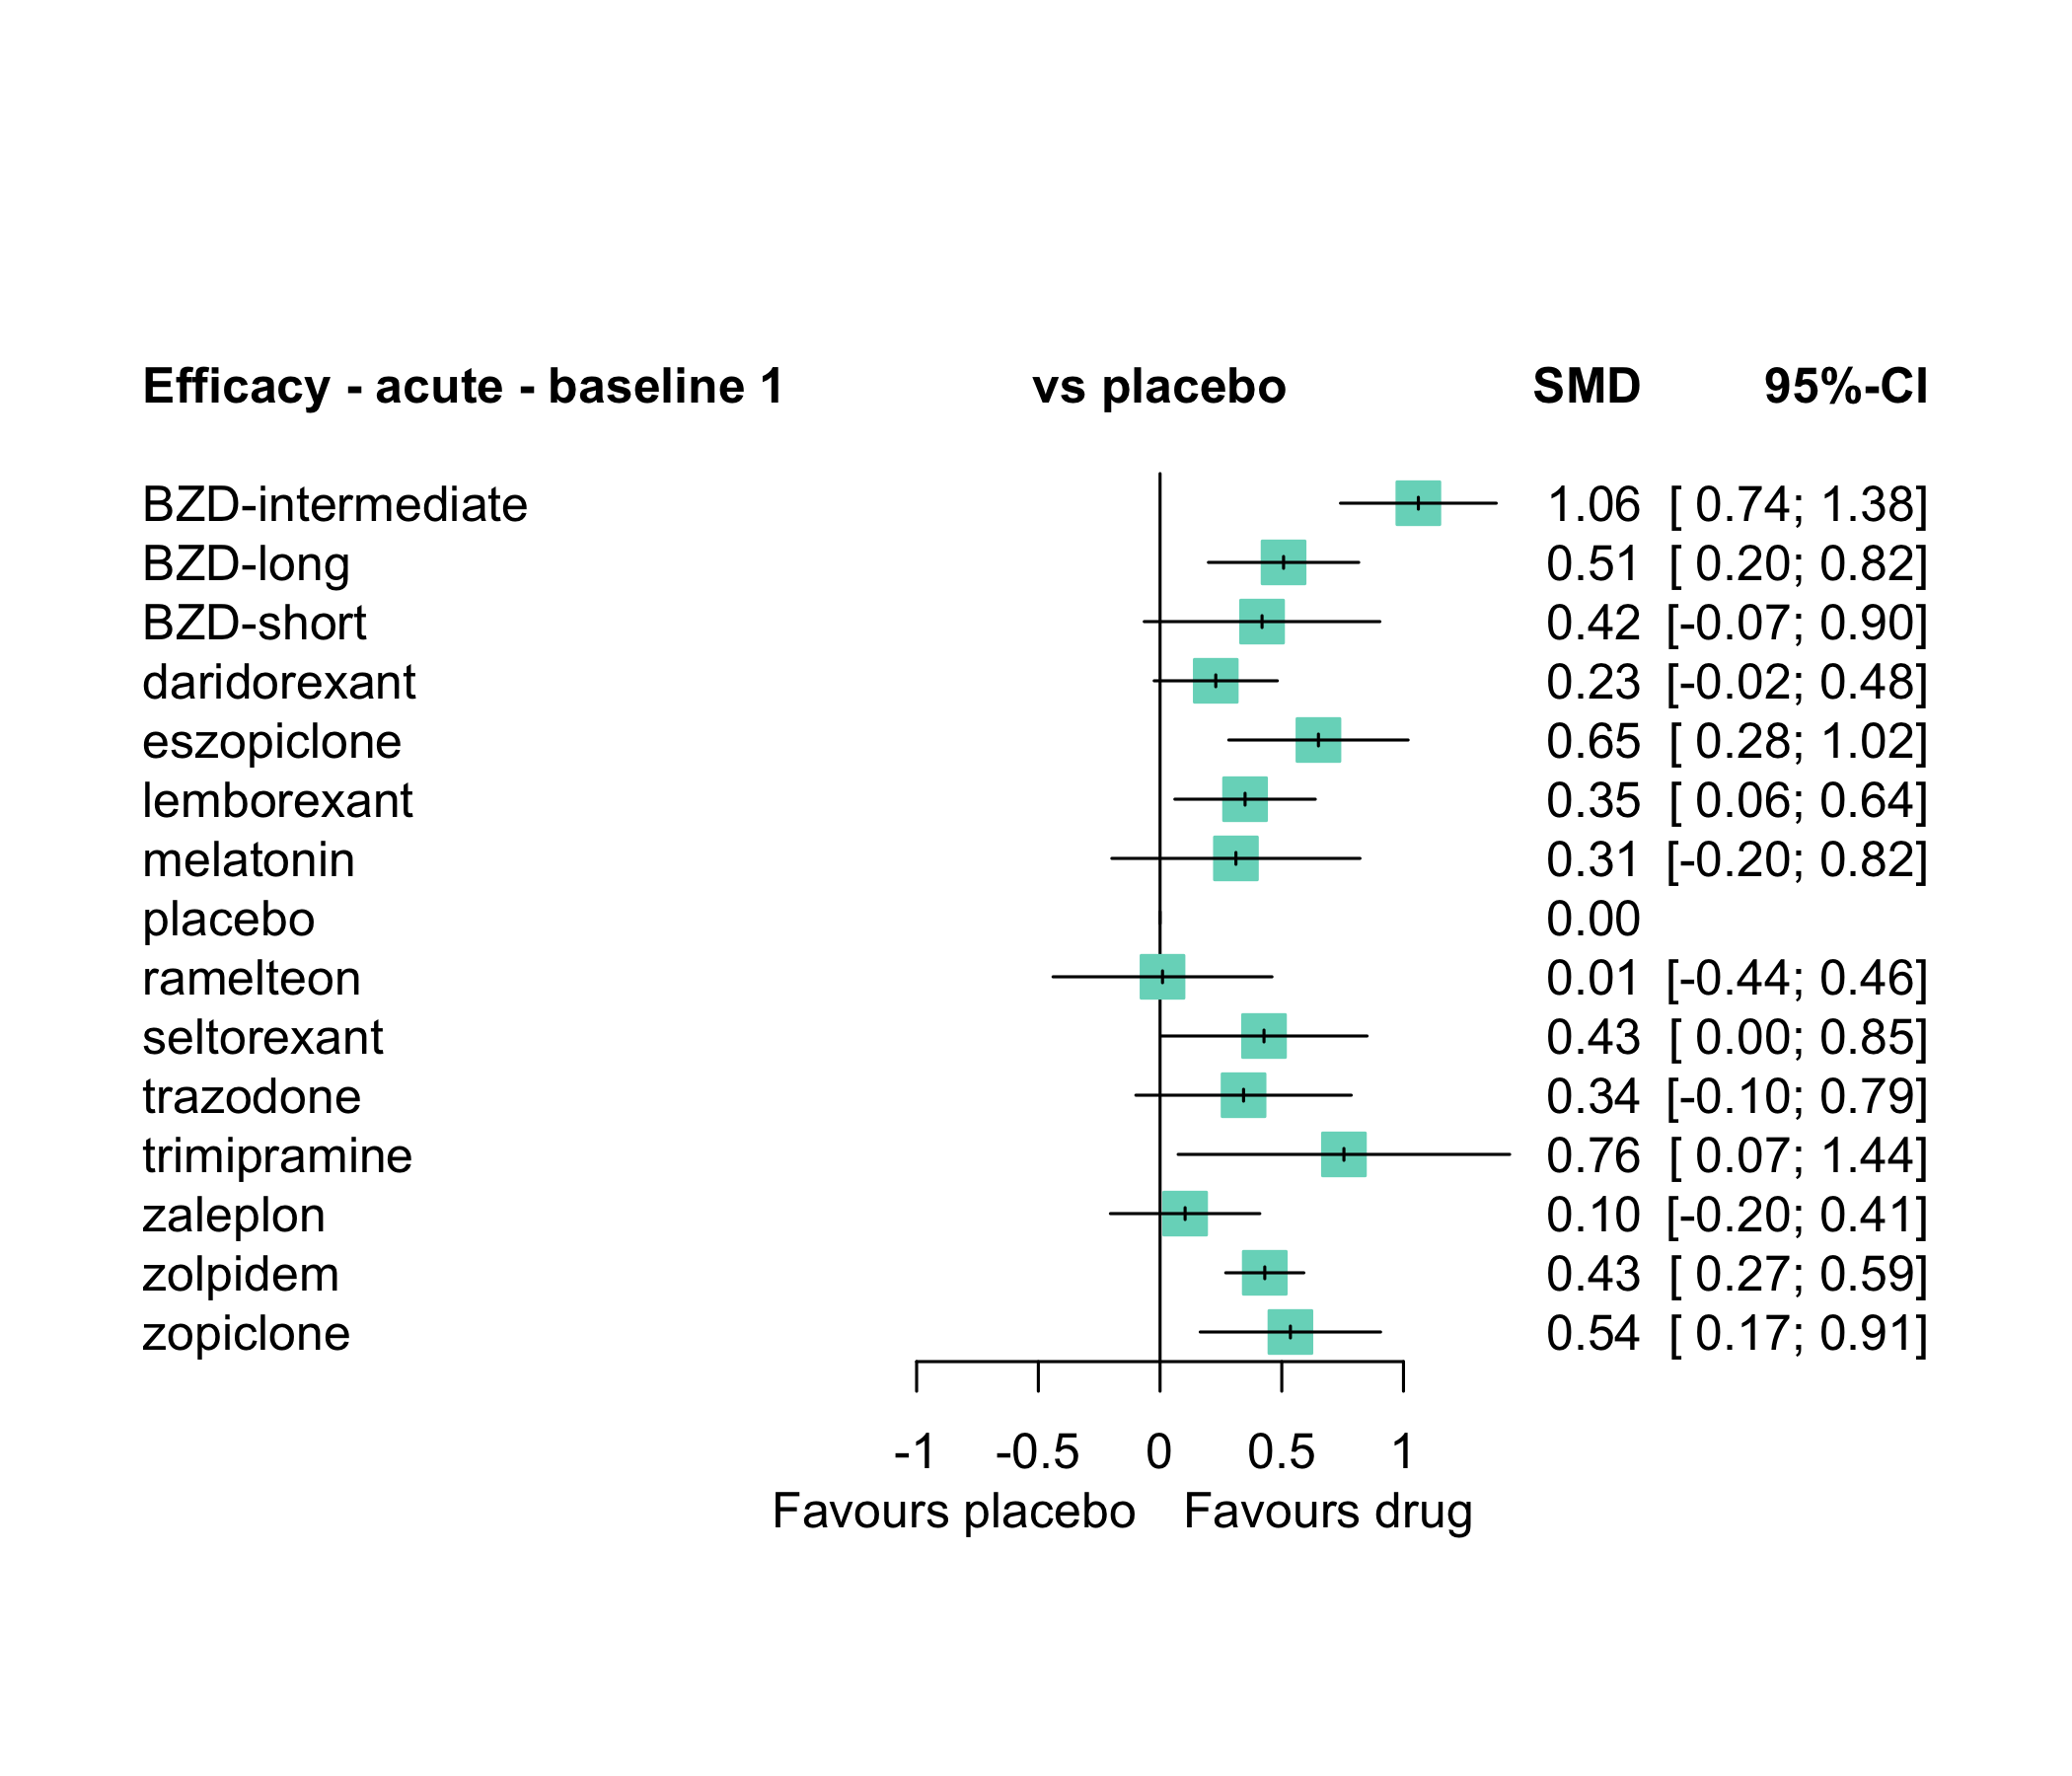 Efficacy - acute - baseline 1 vs placebo SMD 95%-CI
BZD-intermediate 1.06 [ 0.74; 1.38]
BZD-long 0.51 [ 0.20; 0.82]
BZD-short 0.42 [-0.07; 0.90]
daridorexant 0.23 [-0.02; 0.48]
eszopiclone 0.65 [ 0.28; 1.02]
lemborexant 0.35 [ 0.06; 0.64]
melatonin 0.31 [-0.20; 0.82]
placebo 0.00
ramelteon 0.01 [-0.44; 0.46]
seltorexant 0.43 [ 0.00; 0.85]
trazodone 0.34 [-0.10; 0.79]
trimipramine 0.76 [ 0.07; 1.44]
zaleplon 0.10 [-0.20; 0.41]
zolpidem 0.43 [ 0.27; 0.59]
zopiclone 0.54 [ 0.17; 0.91]
-1 -0.5 0 0.5 1
Favours placebo Favours drug